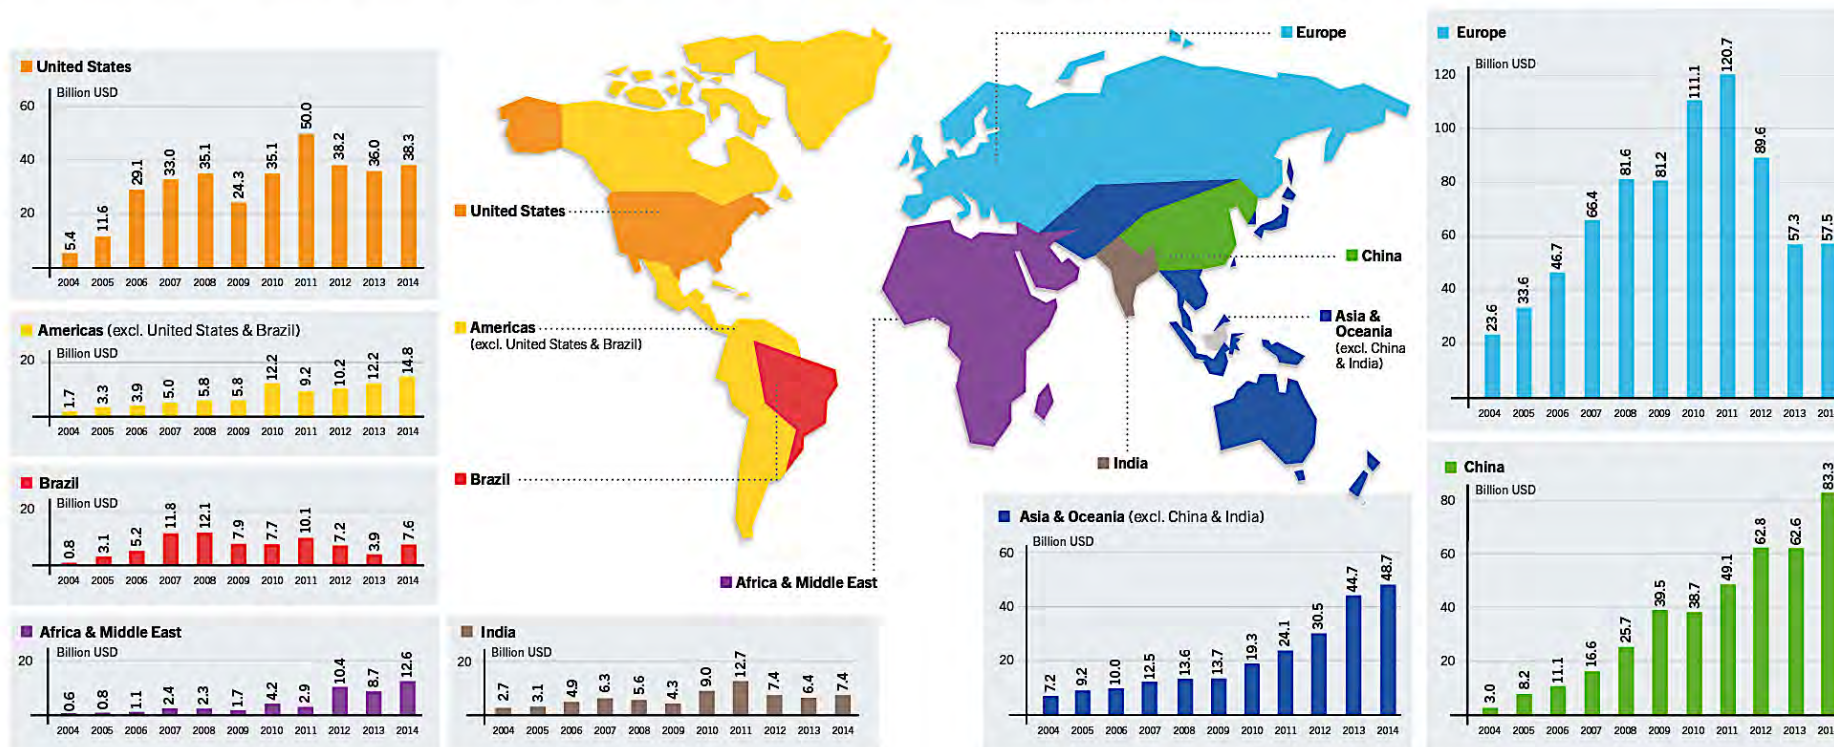 United States
Billion USD
60
40
20
5.4 11.6 29.1 33.0 35.1 24.3 35.1 50.0 38.2 36.0 38.3
2004 2005 2006 2007 2008 2009 2010 2011 2012 2013 2014
Americas (excl. United States & Brazil)
Billion USD
20
1.7 3.3 3.9 5.0 5.8 5.8 12.2 9.2 10.2 12.2 14.8
2004 2005 2006 2007 2008 2009 2010 2011 2012 2013 2014
Brazil
Billion USD
20
0.8 3.1 5.2 11.8 12.1 7.9 7.7 10.1 7.2 3.9 7.6
2004 2005 2006 2007 2008 2009 2010 2011 2012 2013 2014
Africa & Middle East
Billion USD
20
0.6 0.8 1.1 2.4 2.3 1.7 4.2 2.9 10.4 8.7 12.6
2004 2005 2006 2007 2008 2009 2010 2011 2012 2013 2014
India
Billion USD
20
2.7 3.1 4.9 6.3 5.6 4.3 9.0 12.7 7.4 6.4 7.4
2004 2005 2006 2007 2008 2009 2010 2011 2012 2013 2014
Europe
United States
China
Americas
(excl. United States & Brazil)
Asia &
Oceania
(excl. China
& India)
India
Brazil
Africa & Middle East
Asia & Oceania (excl. China & India)
Billion USD
60
40
20
7.2 9.2 10.0 12.5 13.6 13.7 19.3 24.1 30.5 44.7 48.7
2004 2005 2006 2007 2008 2009 2010 2011 2012 2013 2014
Europe
Billion USD
120
100
80
60
40
20
23.6 33.6 46.7 66.4 81.6 81.2 111.1 120.7 89.6 57.3 57.5
2004 2005 2006 2007 2008 2009 2010 2011 2012 2013 201
China
Billion USD
80
60
40
20
3.0 8.2 11.1 16.6 25.7 39.5 38.7 49.1 62.8 62.6 83.3
2004 2005 2006 2007 2008 2009 2010 2011 2012 2013 201